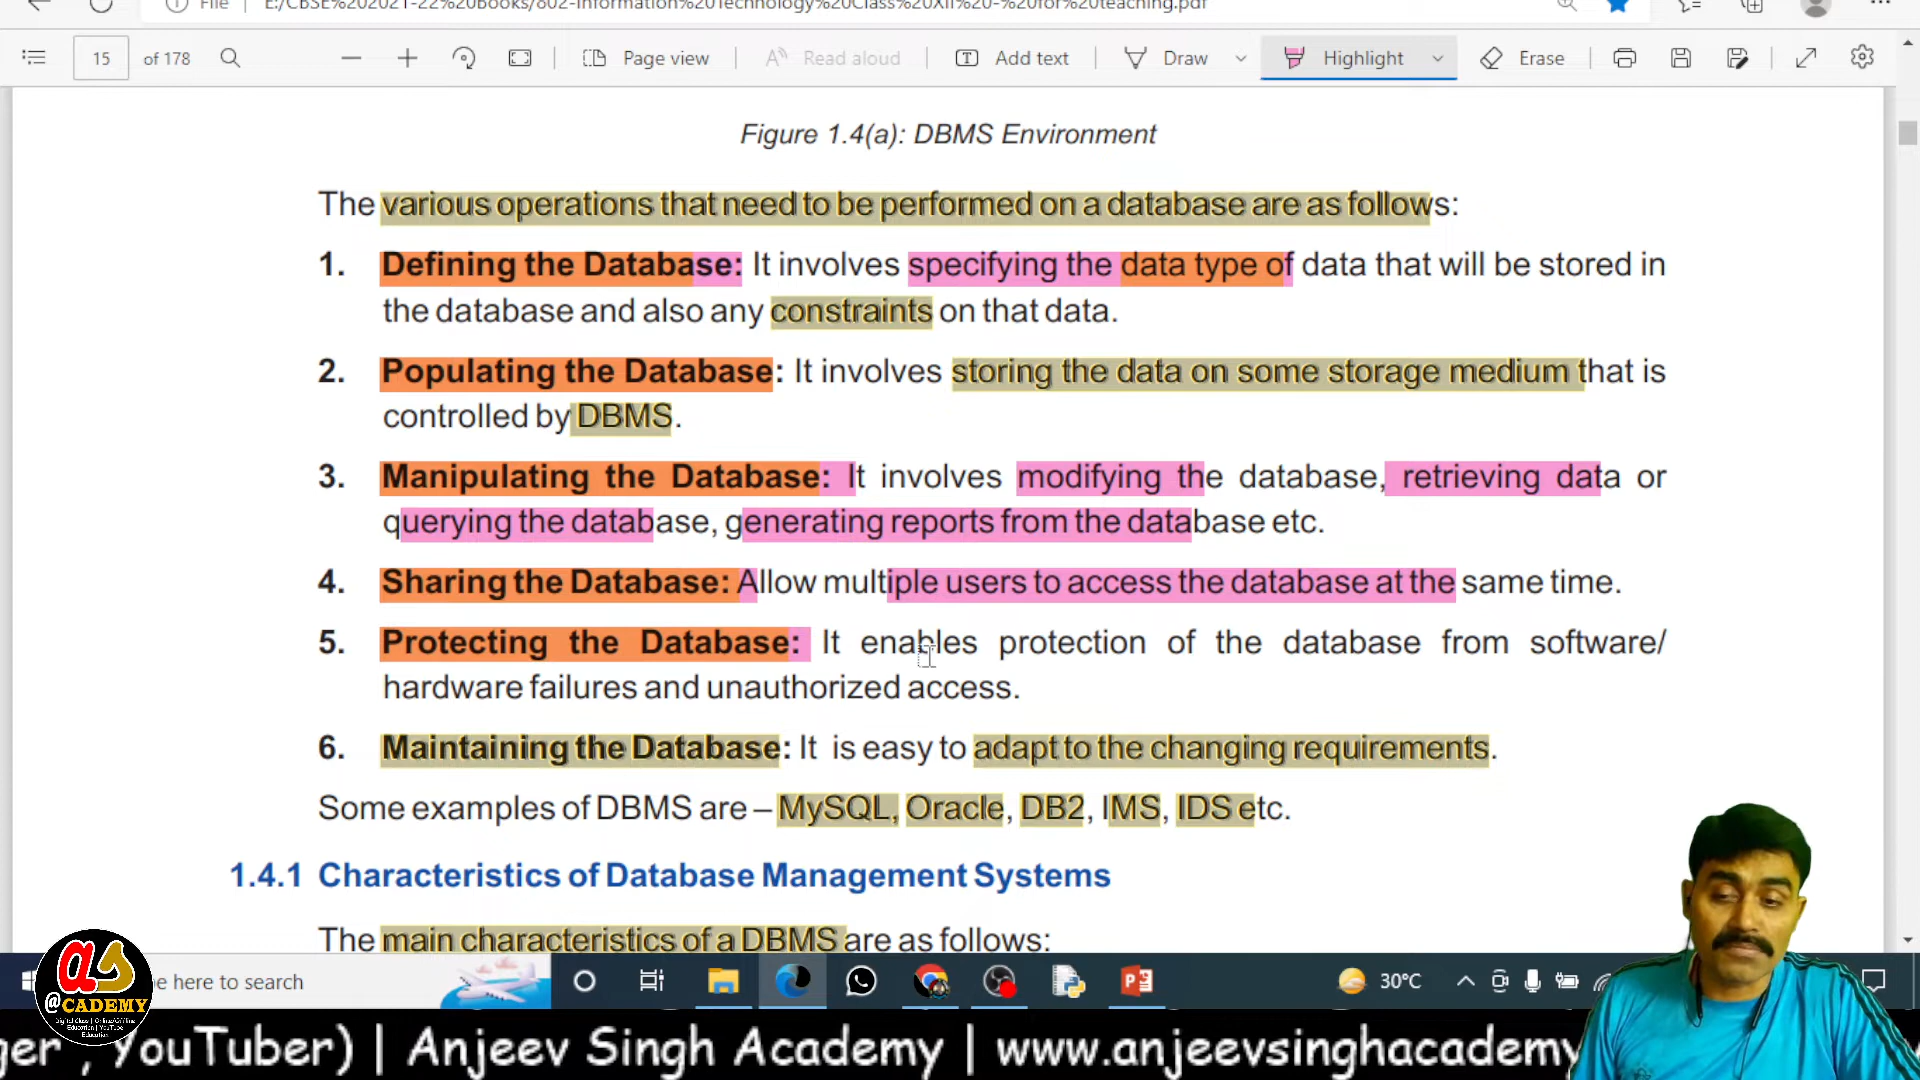 File E:/CBSE%202021-22%20Books/802-Information%20Technology%20Class%20XII%20-%20for%20teaching.pdf
15 of 178 Page view Read aloud Add text Draw Highlight Erase
Figure 1.4(a): DBMS Environment
The various operations that need to be performed on a database are as follows:
1. Defining the Database: It involves specifying the data type of data that will be stored in
the database and also any constraints on that data.
2. Populating the Database: It involves storing the data on some storage medium that is
controlled by DBMS.
3. Manipulating the Database: It involves modifying the database, retrieving data or
querying the database, generating reports from the database etc.
4. Sharing the Database: Allow multiple users to access the database at the same time.
5. Protecting the Database: It enables protection of the database from software/
hardware failures and unauthorized access.
6. Maintaining the Database: It is easy to adapt to the changing requirements.
Some examples of DBMS are – MySQL, Oracle, DB2, IMS, IDS etc.
1.4.1 Characteristics of Database Management Systems
The main characteristics of a DBMS are as follows:
as
@CADEMY
Digital Class | Online/Offline
Education | YouTube
Education
e here to search 30°C
ger , YouTuber) | Anjeev Singh Academy | www.anjeevsinghacademy